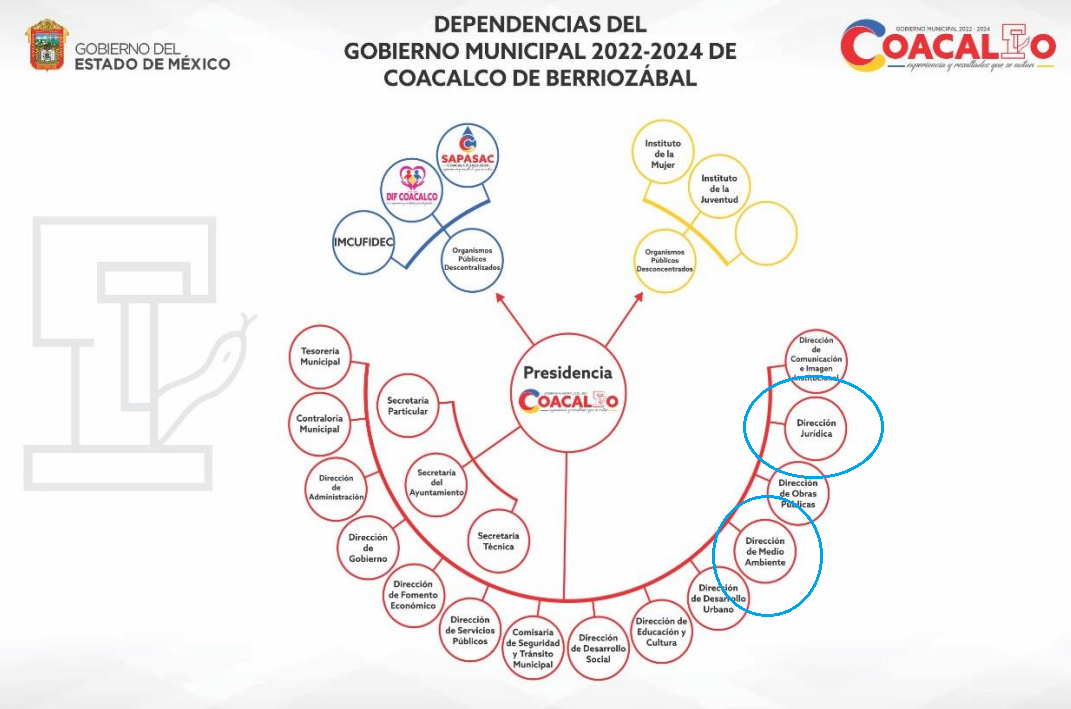 GOBIERNO DEL
ESTADO DE MÉXICO
DEPENDENCIAS DEL
GOBIERNO MUNICIPAL 2022-2024 DE
COACALCO DE BERRIOZÁBAL
GOBIERNO MUNICIPAL 2022 - 2024
COACALCO
experiencia y resultados que se notan
SAPASAC
DIF COACALCO
IMCUFIDEC
Organismos
Públicos
Descentralizados
Instituto
de la
Mujer
Instituto
de la
Juventud
Organismos
Públicos
Desconcentrados
Presidencia
COACALCO
Tesorería
Municipal
Contraloría
Municipal
Dirección
de
Administración
Dirección
de
Gobierno
Dirección
de Fomento
Económico
Dirección
de Servicios
Públicos
Comisaria
de Seguridad
y Tránsito
Municipal
Dirección
de Desarrollo
Social
Dirección de
Educación y
Cultura
Dirección
de Desarrollo
Urbano
Dirección
de Medio
Ambiente
Dirección
de Obras
Públicas
Dirección
Jurídica
Dirección
de
Comunicación
e Imagen
Institucional
Secretaría
Particular
Secretaría
del
Ayuntamiento
Secretaría
Técnica